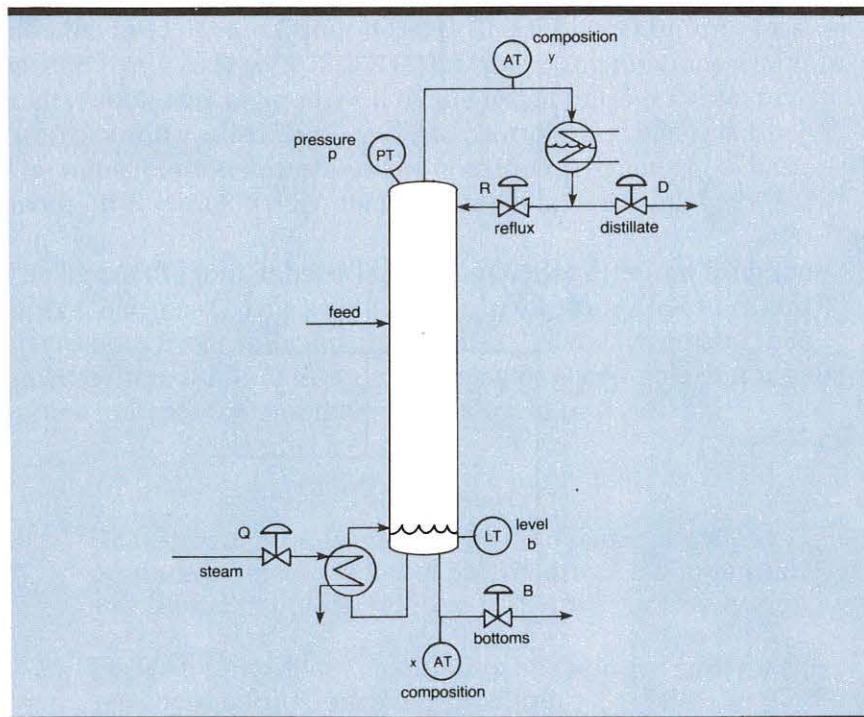 composition
y
AT
pressure
p
PT
R
D
reflux
distillate
feed
Q
steam
LT
level
b
B
bottoms
x
AT
composition